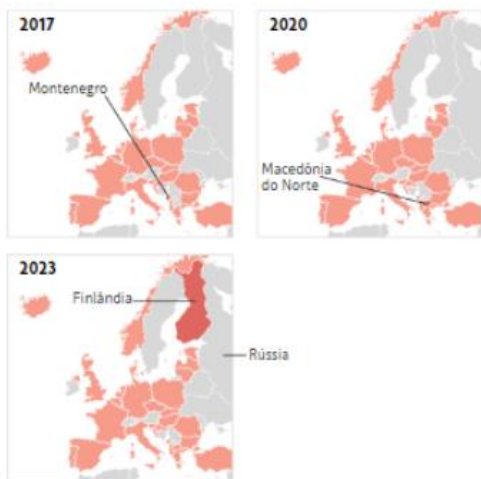 2017
Montenegro
2020
Macedônia
do Norte
2023
Finlândia
Rússia